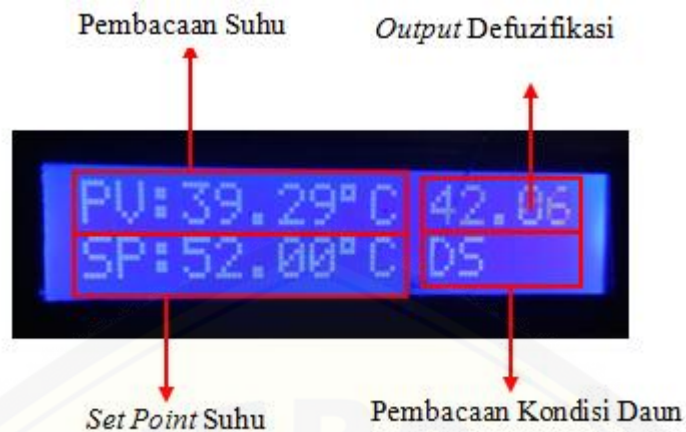 Pembacaan Suhu
Output Defuzifikasi
PV:39.29°C 42.06
SP:52.00°C DS
Set Point Suhu
Pembacaan Kondisi Daun